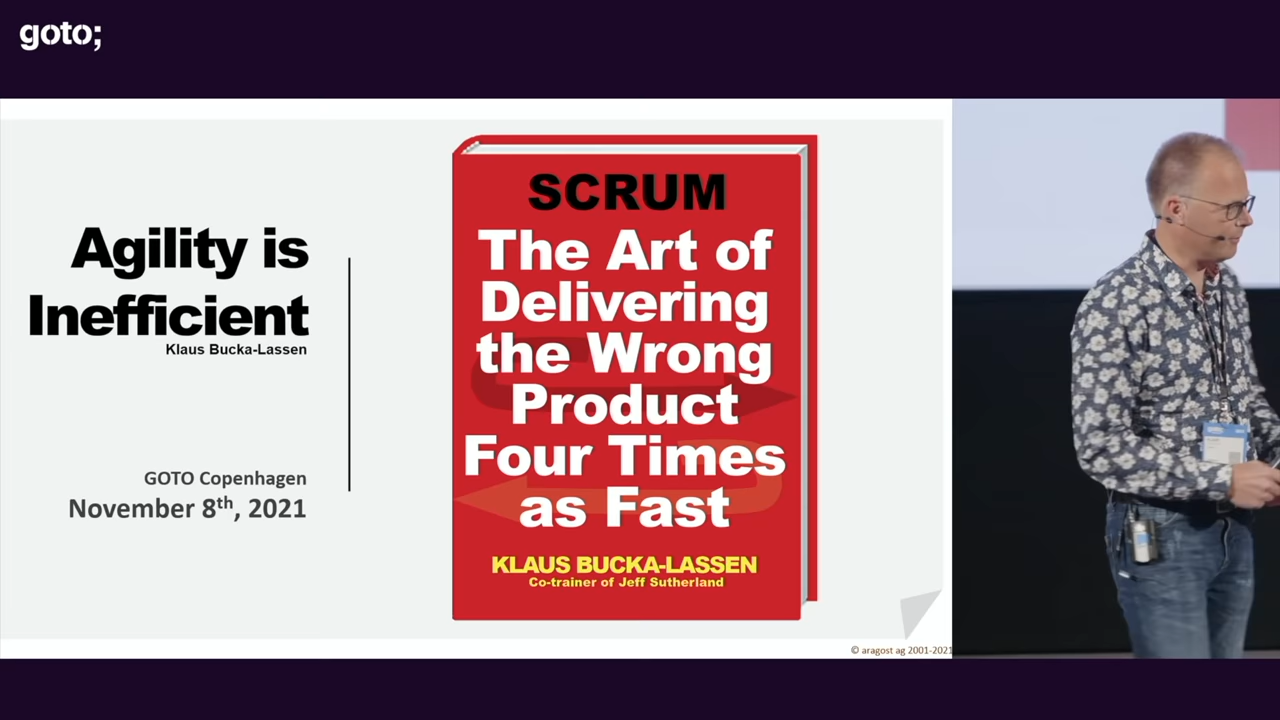 goto;
Agility is
Inefficient
Klaus Bucka-Lassen
GOTO Copenhagen
November 8th, 2021
SCRUM
The Art of
Delivering
the Wrong
Product
Four Times
as Fast
KLAUS BUCKA-LASSEN
Co-trainer of Jeff Sutherland
© aragost ag 2001-2021